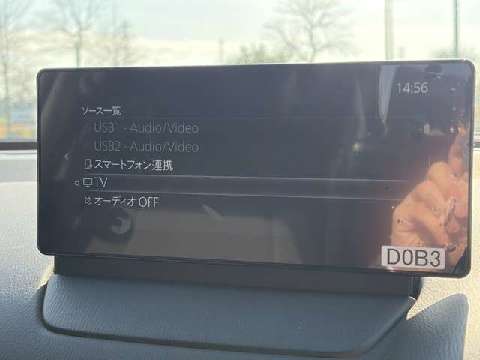 14:56
ソース一覧
USB1 - Audio/Video
USB2 - Audio/Video
スマートフォン連携
TV
オーディオ OFF
D0B3